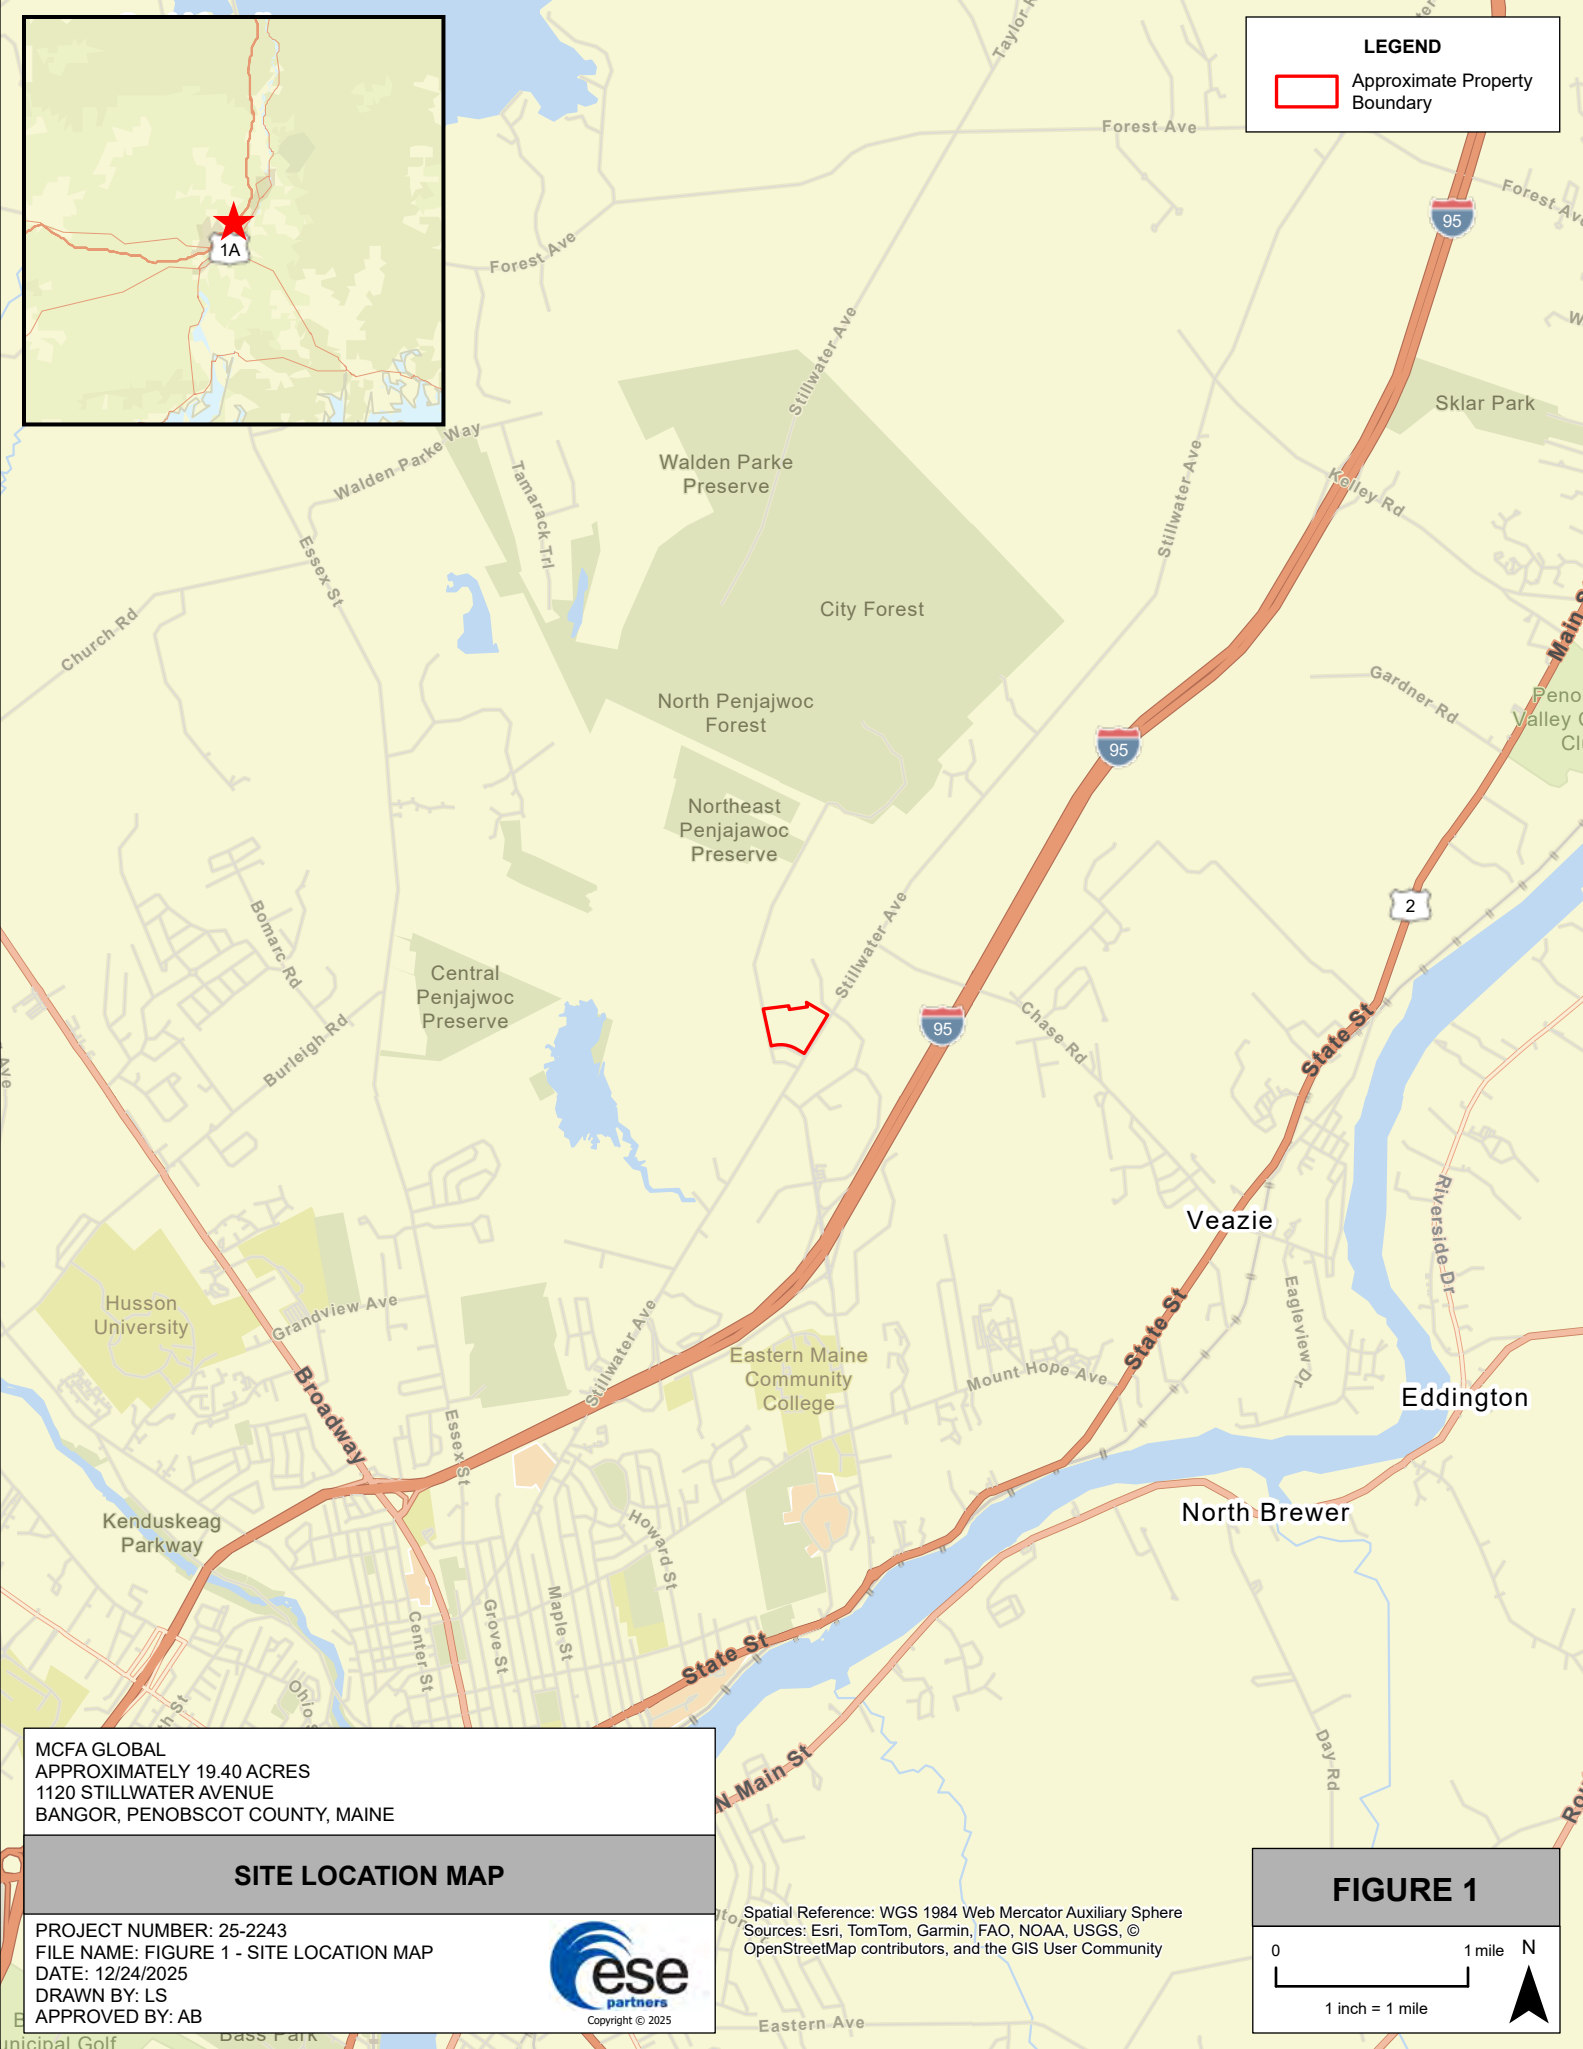 LEGEND
Approximate Property
Boundary
1A
Forest Ave
Forest Ave
Forest Ave
95
Stillwater Ave
Sklar Park
Walden Parke Way
Tamarack Trl
Walden Parke
Preserve
Stillwater Ave
Kelley Rd
Essex St
Church Rd
City Forest
Gardner Rd
North Penjajwoc
Forest
95
Northeast
Penjajawoc
Preserve
Stillwater Ave
2
Bomarc Rd
Central
Penjajwoc
Preserve
Burleigh Rd
95
Chase Rd
State St
Veazie
Riverside Dr
Eagleview Dr
State St
Husson
University
Grandview Ave
Stillwater Ave
Broadway
Essex St
Eastern Maine
Community
College
Mount Hope Ave
Eddington
North Brewer
Kenduskeag
Parkway
Howard St
Maple St
Grove St
Center St
State St
N Main St
Day Rd
MCFA GLOBAL
APPROXIMATELY 19.40 ACRES
1120 STILLWATER AVENUE
BANGOR, PENOBSCOT COUNTY, MAINE
SITE LOCATION MAP
PROJECT NUMBER: 25-2243
FILE NAME: FIGURE 1 - SITE LOCATION MAP
DATE: 12/24/2025
DRAWN BY: LS
APPROVED BY: AB
ese
partners
Copyright © 2025
Spatial Reference: WGS 1984 Web Mercator Auxiliary Sphere
Sources: Esri, TomTom, Garmin, FAO, NOAA, USGS, ©
OpenStreetMap contributors, and the GIS User Community
Eastern Ave
Bass Park
FIGURE 1
0
1 mile
N
1 inch = 1 mile